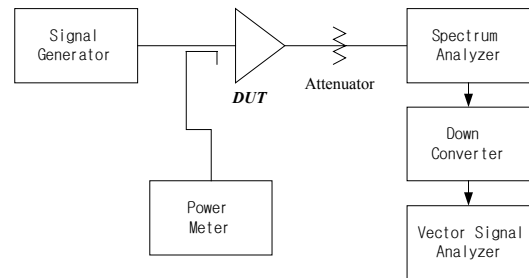 Signal
Generator
DUT
Attenuator
Spectrum
Analyzer
Down
Converter
Power
Meter
Vector Signal
Analyzer